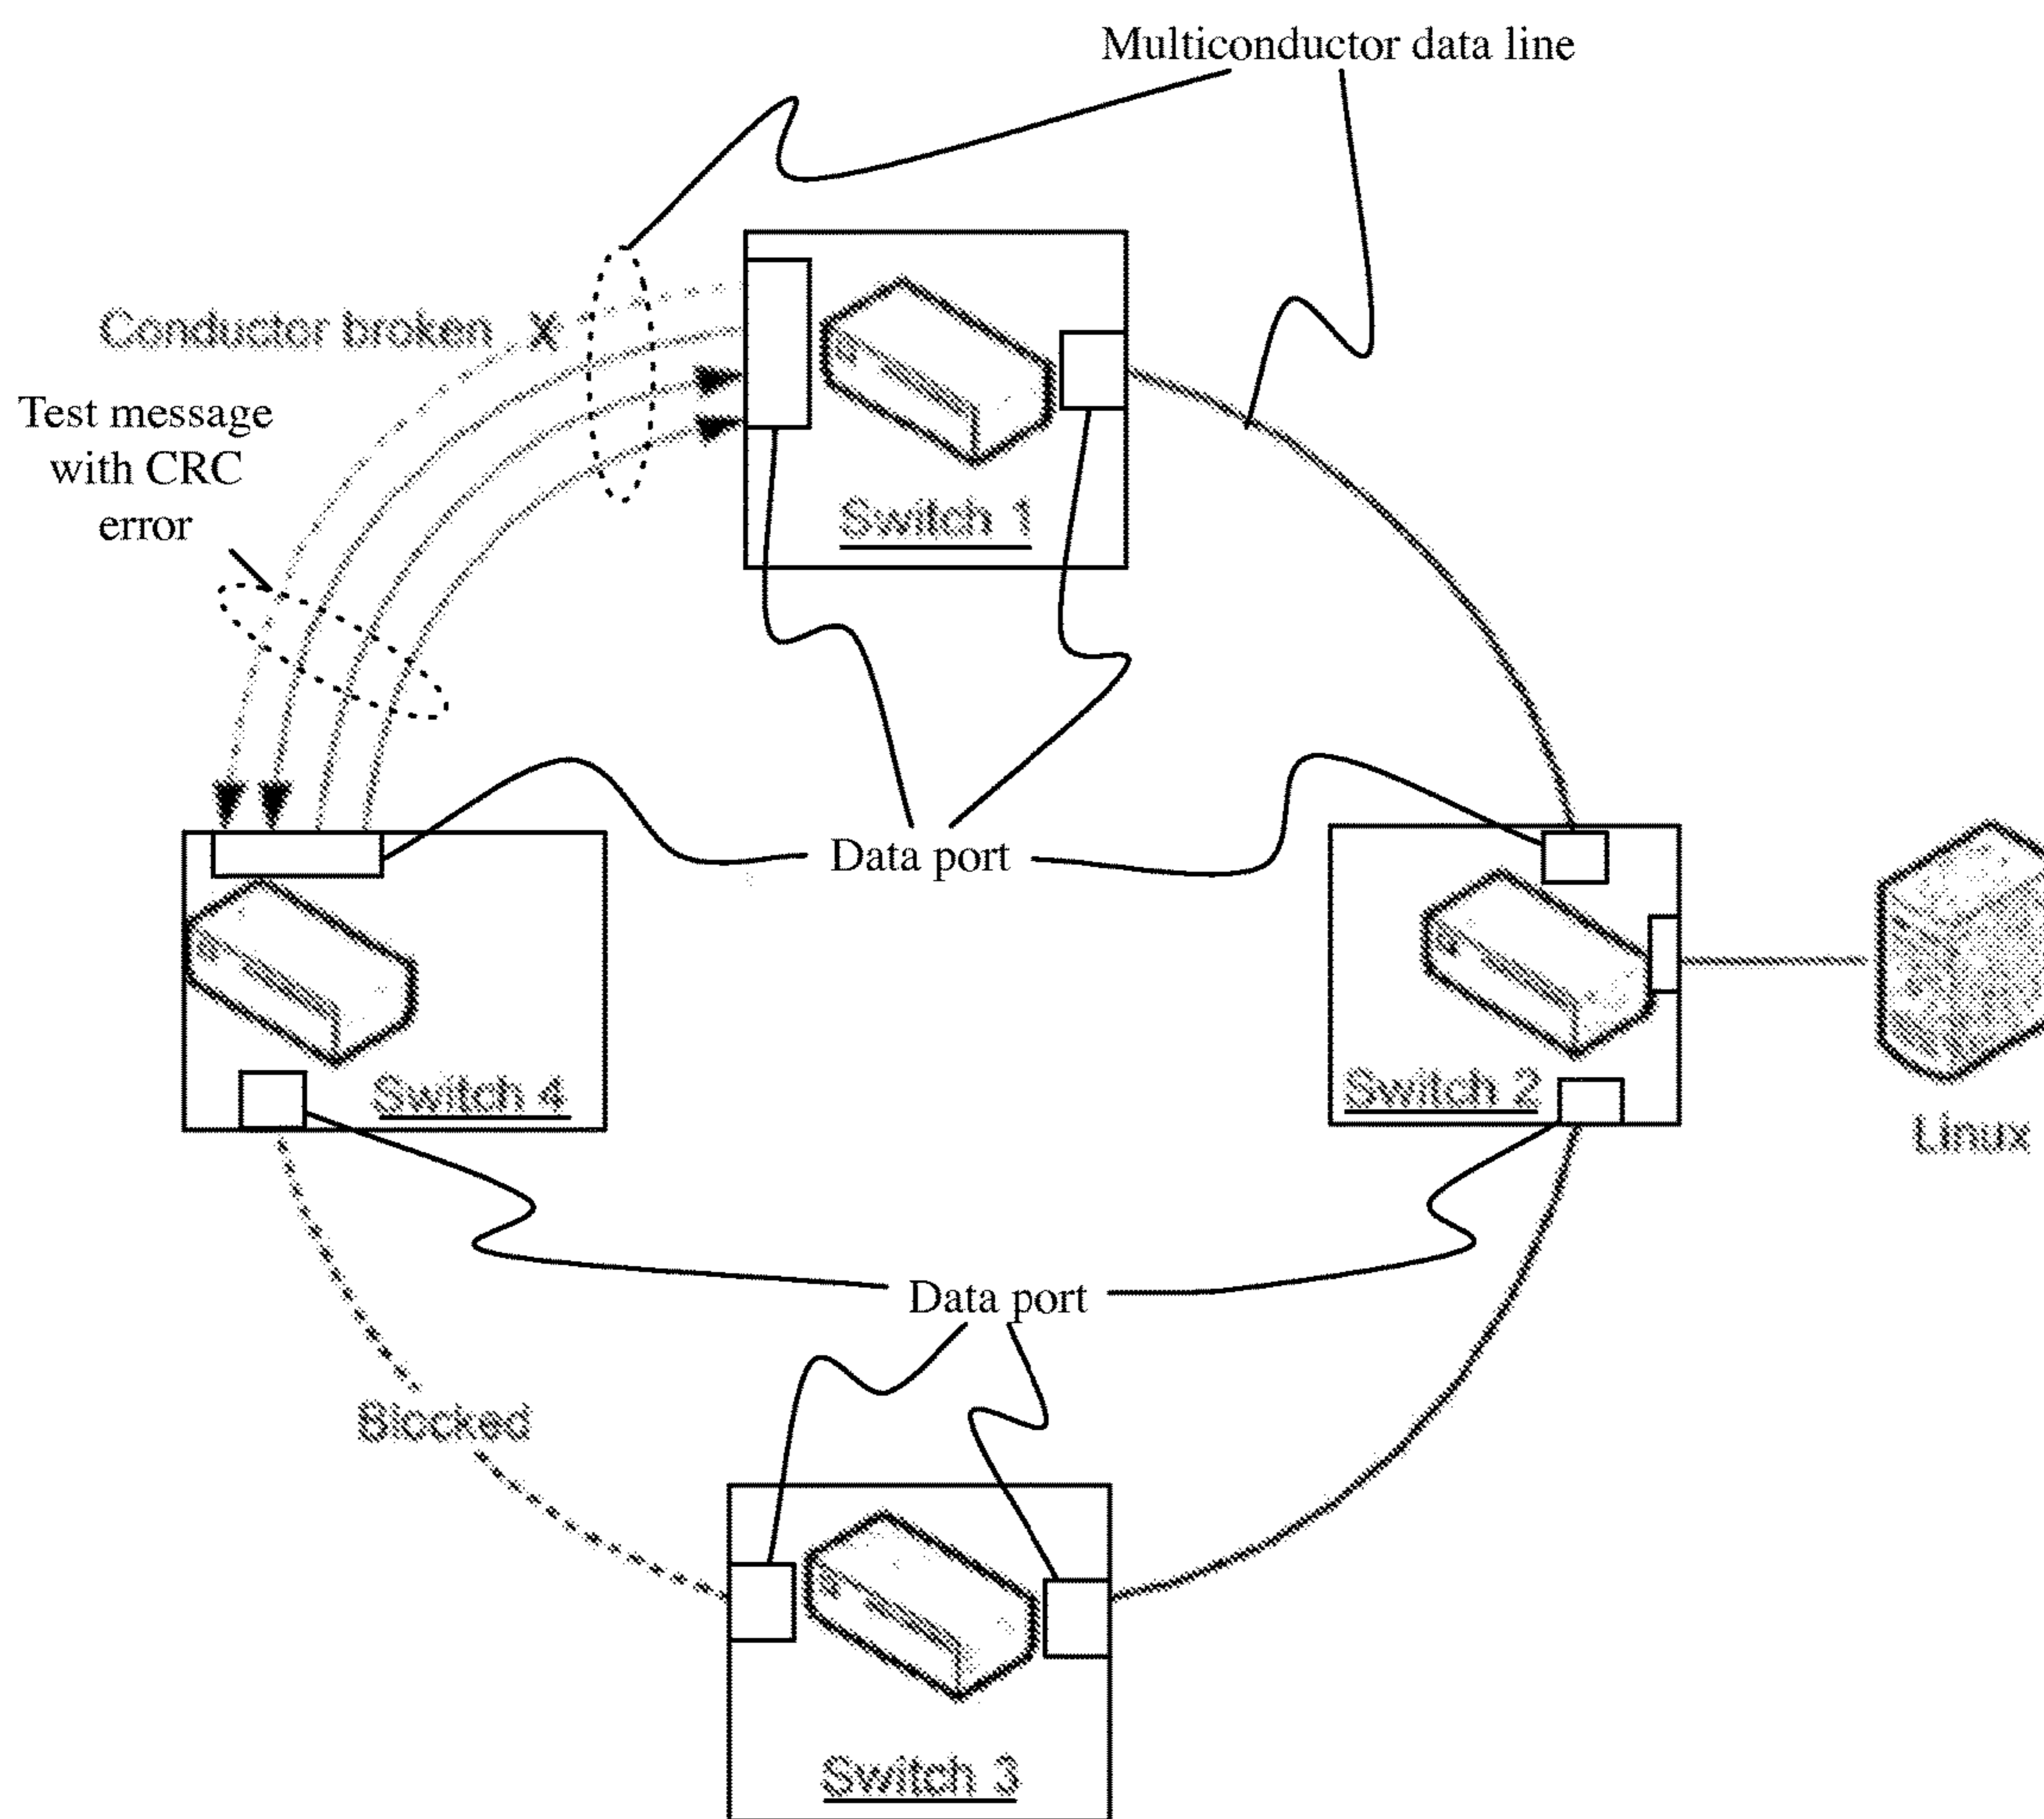 Multiconductor data line
Conductor broken X
Test message
with CRC
error
Switch 1
Data port
Switch 4
Switch 2
Linux
Data port
Blocked
Switch 3